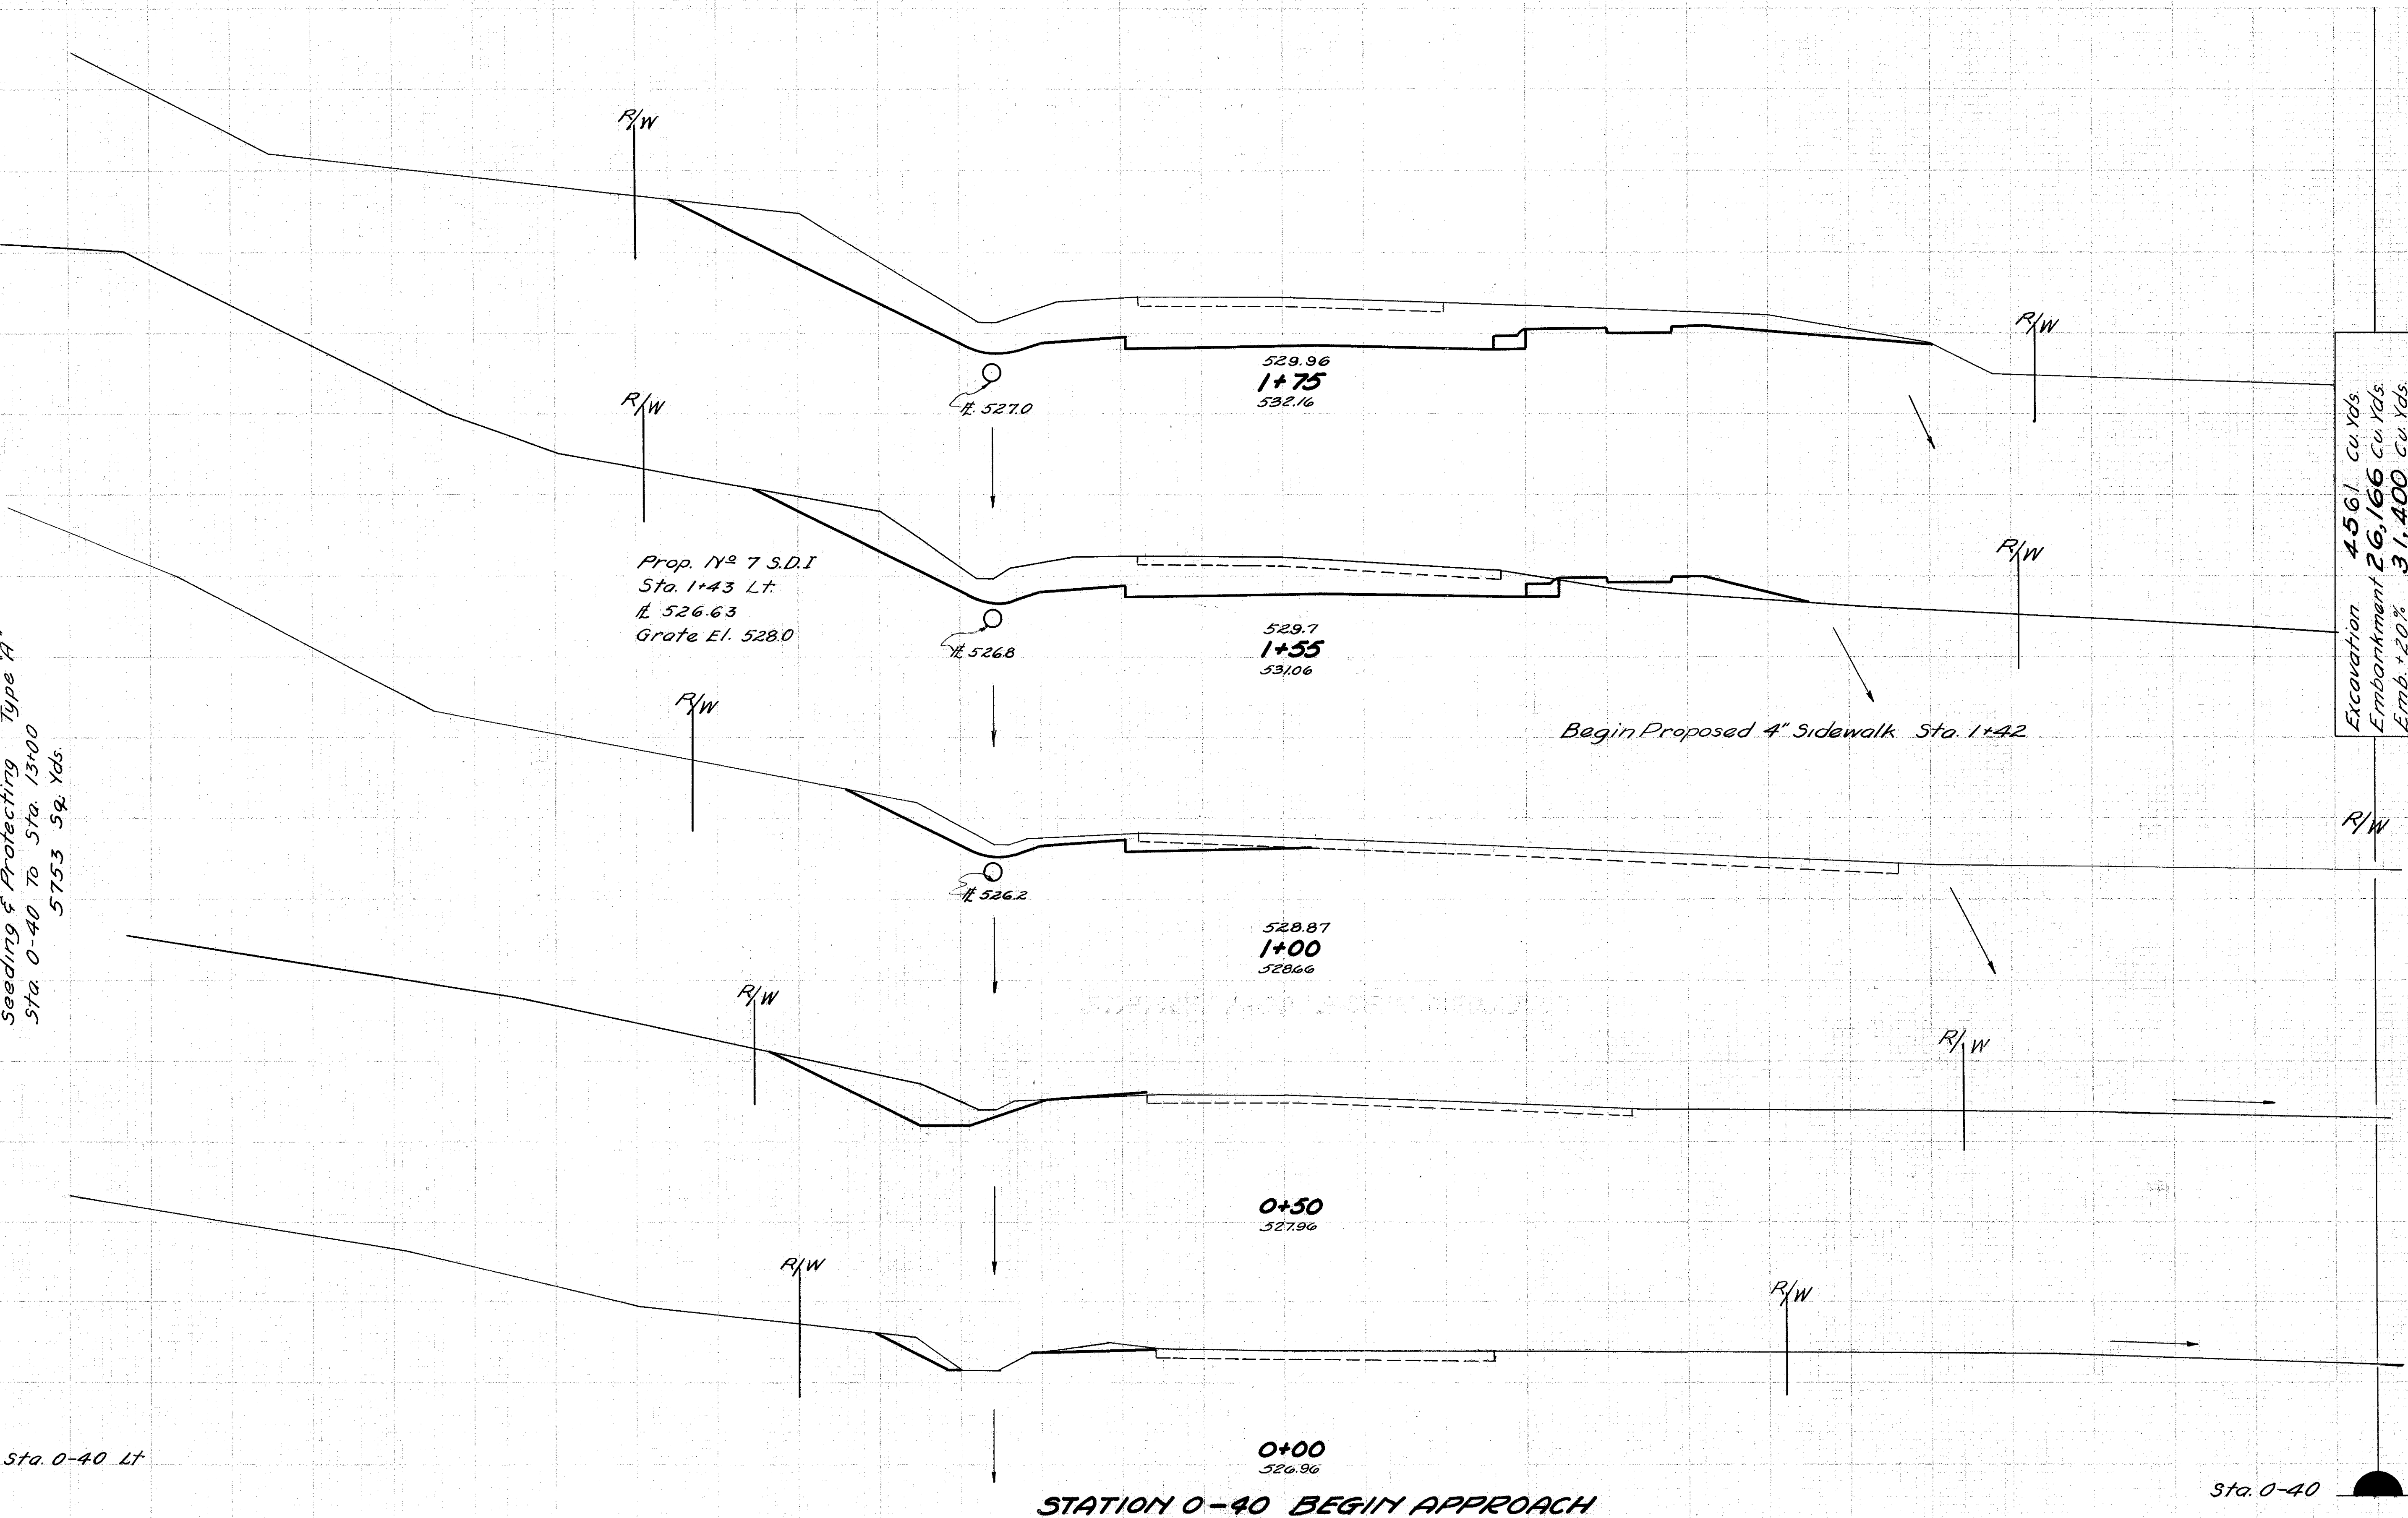 R/W
R/W
529.96
1+75
532.16
℄ 527.0
R/W
R/W
Prop. Nº 7 S.D.I
Sta. 1+43 Lt.
℄ 526.63
Grate El. 528.0
℄ 526.8
529.7
1+55
531.06
Begin Proposed 4" Sidewalk Sta. 1+42
Excavation 4561 Cu. Yds.
Embankment 26,166 Cu. Yds.
Emb. +20% 31,400 Cu. Yds.
R/W
R/W
℄ 526.2
528.87
1+00
528.66
Seeding & Protecting Type "A"
Sta. 0-40 To Sta. 13+00
5753 Sq. Yds.
R/W
R/W
0+50
527.96
R/W
R/W
0+00
526.96
Sta. 0-40 Lt
STATION 0-40 BEGIN APPROACH
Sta. 0-40